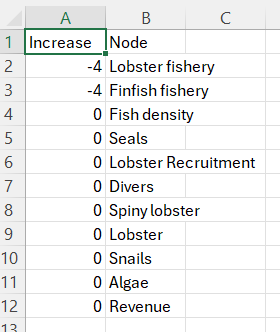 A B C
1 Increase Node
2 -4 Lobster fishery
3 -4 Finfish fishery
4 0 Fish density
5 0 Seals
6 0 Lobster Recruitment
7 0 Divers
8 0 Spiny lobster
9 0 Lobster
10 0 Snails
11 0 Algae
12 0 Revenue
13